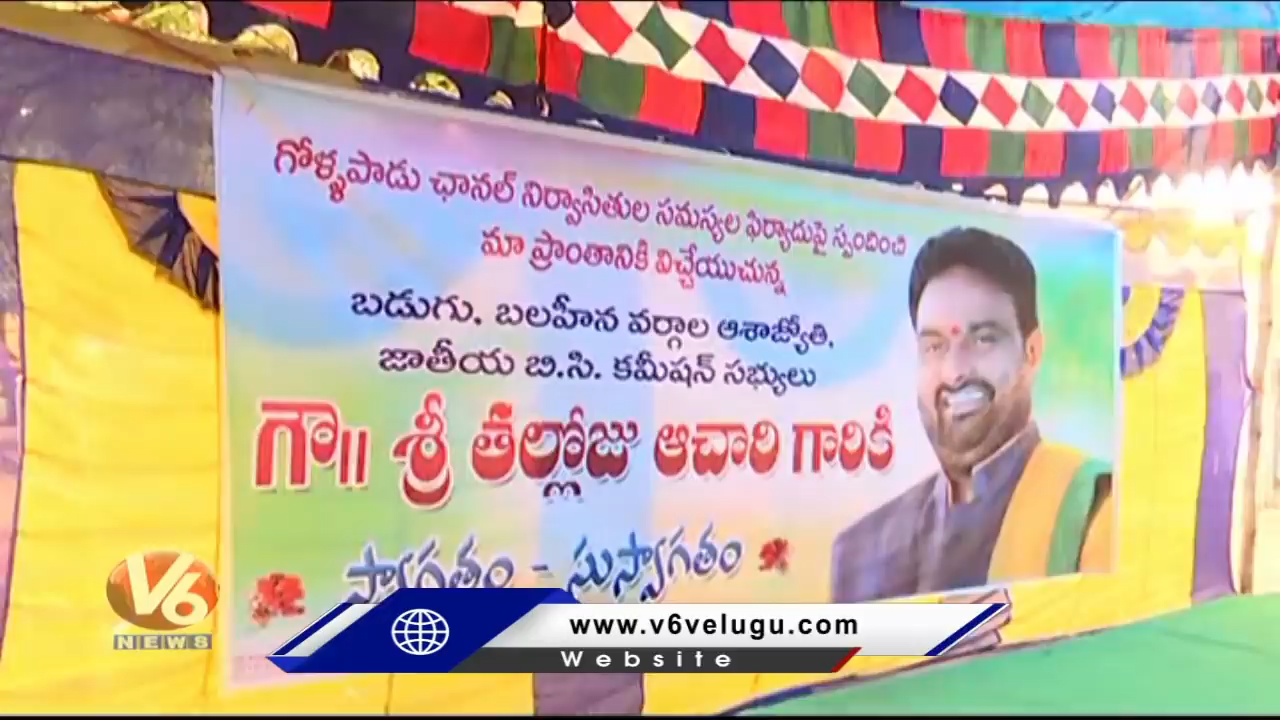 గోళ్ళపాడు ఛానల్ నిర్వాసితుల సమస్యల ఫిర్యాదుపై స్పందించి
మా ప్రాంతానికి విచ్చేయుచున్న
బడుగు. బలహీన వర్గాల ఆశాజ్యోతి.
జాతీయ బి.సి. కమీషన్ సభ్యులు
గౌ|| శ్రీ తల్లోజు ఆచారి గారికి
స్వాగతం - సుస్వాగతం
V6
NEWS
www.v6velugu.com
Website